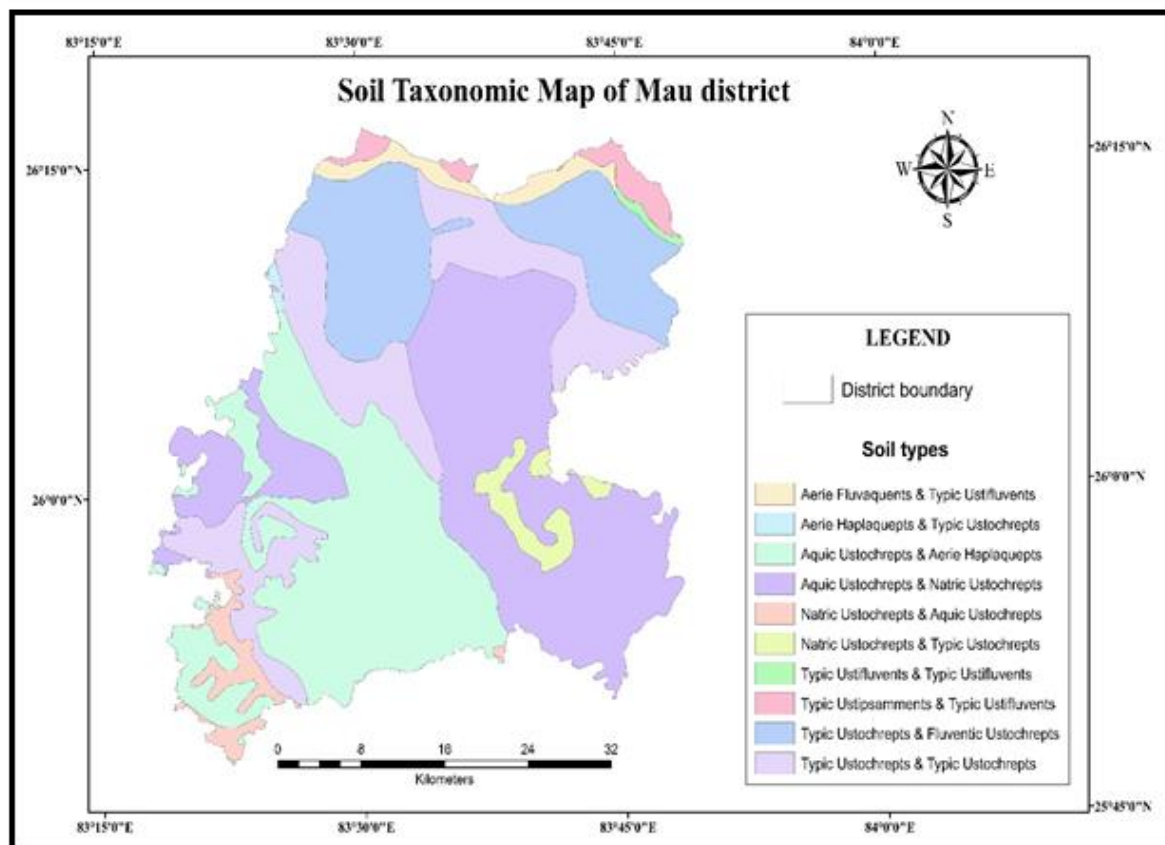 83°15'0"E 83°30'0"E 83°45'0"E 84°0'0"E
Soil Taxonomic Map of Mau district
N
W E
S
26°15'0"N 26°15'0"N
26°0'0"N 26°0'0"N
25°45'0"N
LEGEND
District boundary
Soil types
Aerie Fluvaquents & Typic Ustifluvents
Aerie Haplaquepts & Typic Ustochrepts
Aquic Ustochrepts & Aerie Haplaquepts
Aquic Ustochrepts & Natric Ustochrepts
Natric Ustochrepts & Aquic Ustochrepts
Natric Ustochrepts & Typic Ustochrepts
Typic Ustifluvents & Typic Ustifluvents
Typic Ustipsamments & Typic Ustifluvents
Typic Ustochrepts & Fluventic Ustochrepts
Typic Ustochrepts & Typic Ustochrepts
0 8 16 24 32
Kilometers
83°15'0"E 83°30'0"E 83°45'0"E 84°0'0"E